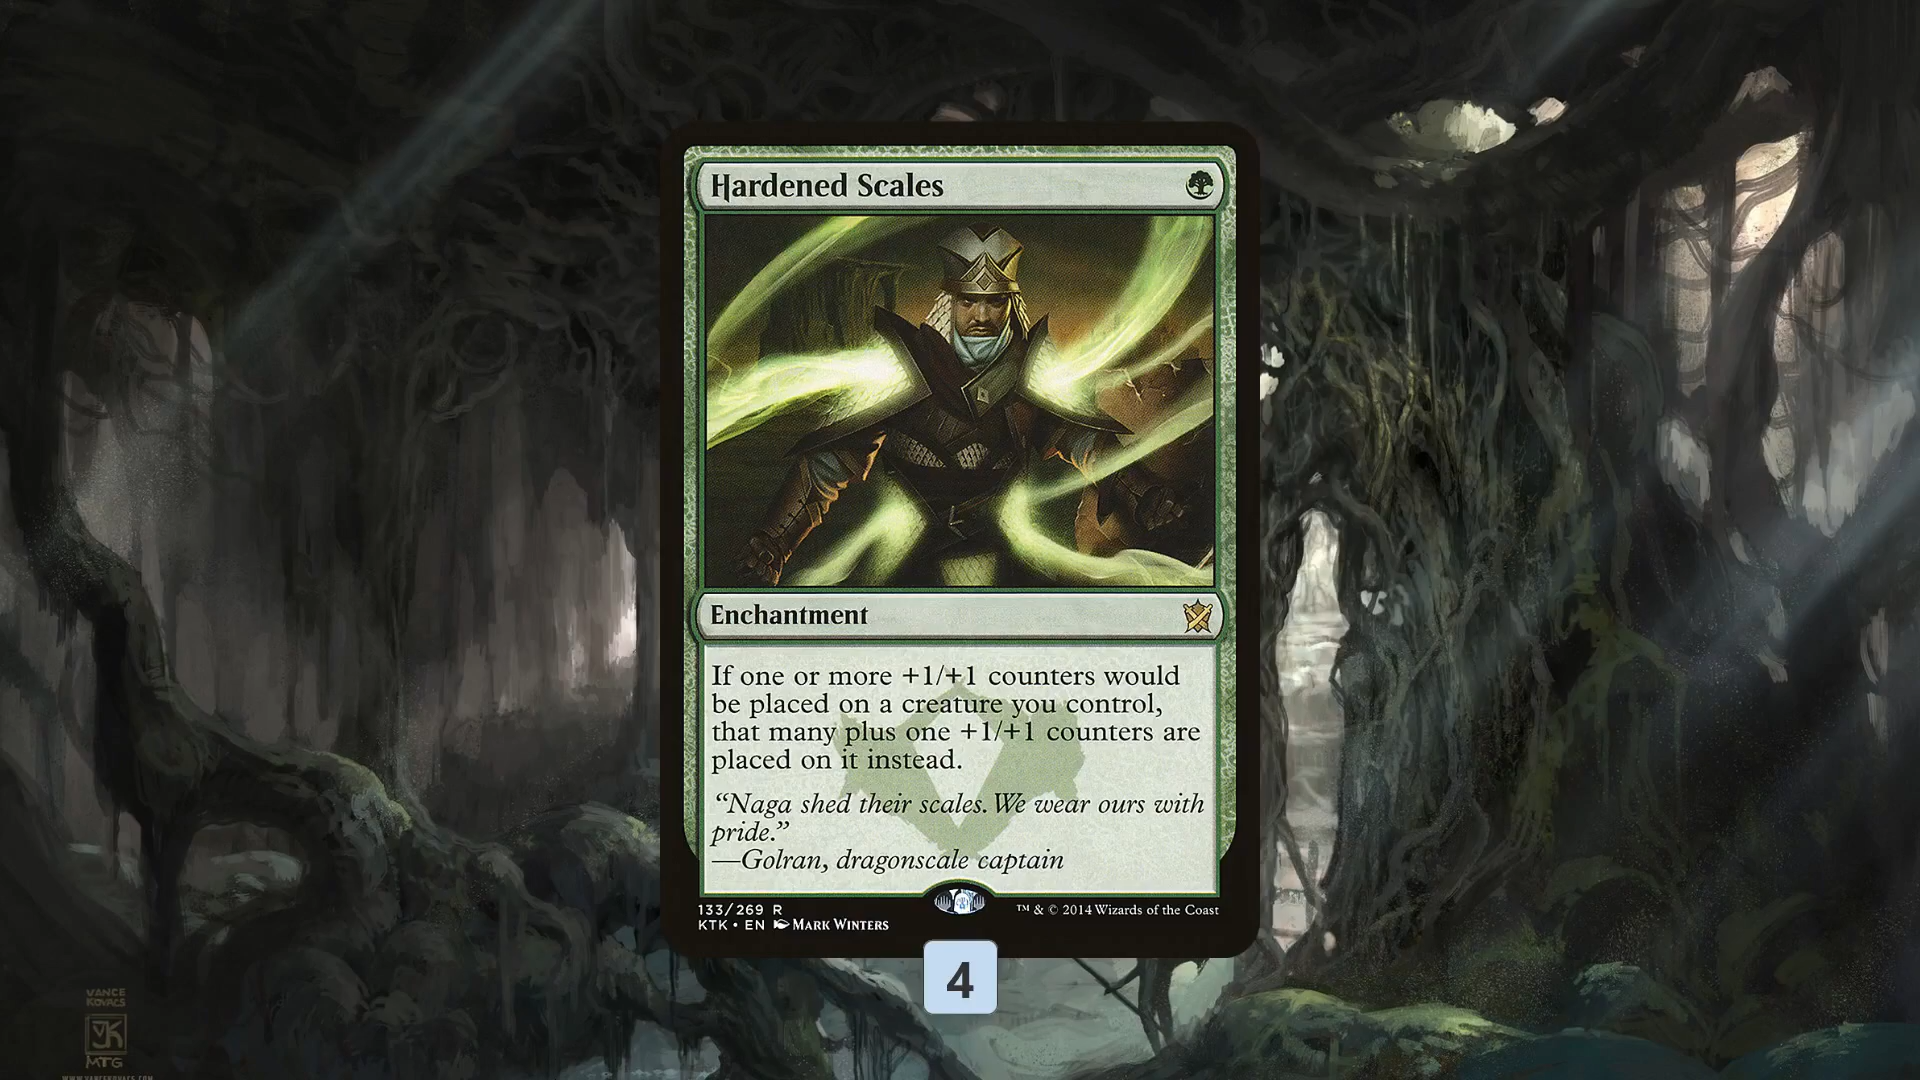 Hardened Scales
Enchantment
If one or more +1/+1 counters would
be placed on a creature you control,
that many plus one +1/+1 counters are
placed on it instead.
“Naga shed their scales. We wear ours with
pride.”
—Golran, dragonscale captain
133/269 R
KTK • EN Mark Winters
™ & © 2014 Wizards of the Coast
4
VANCE
KOVACS
VK
MTG